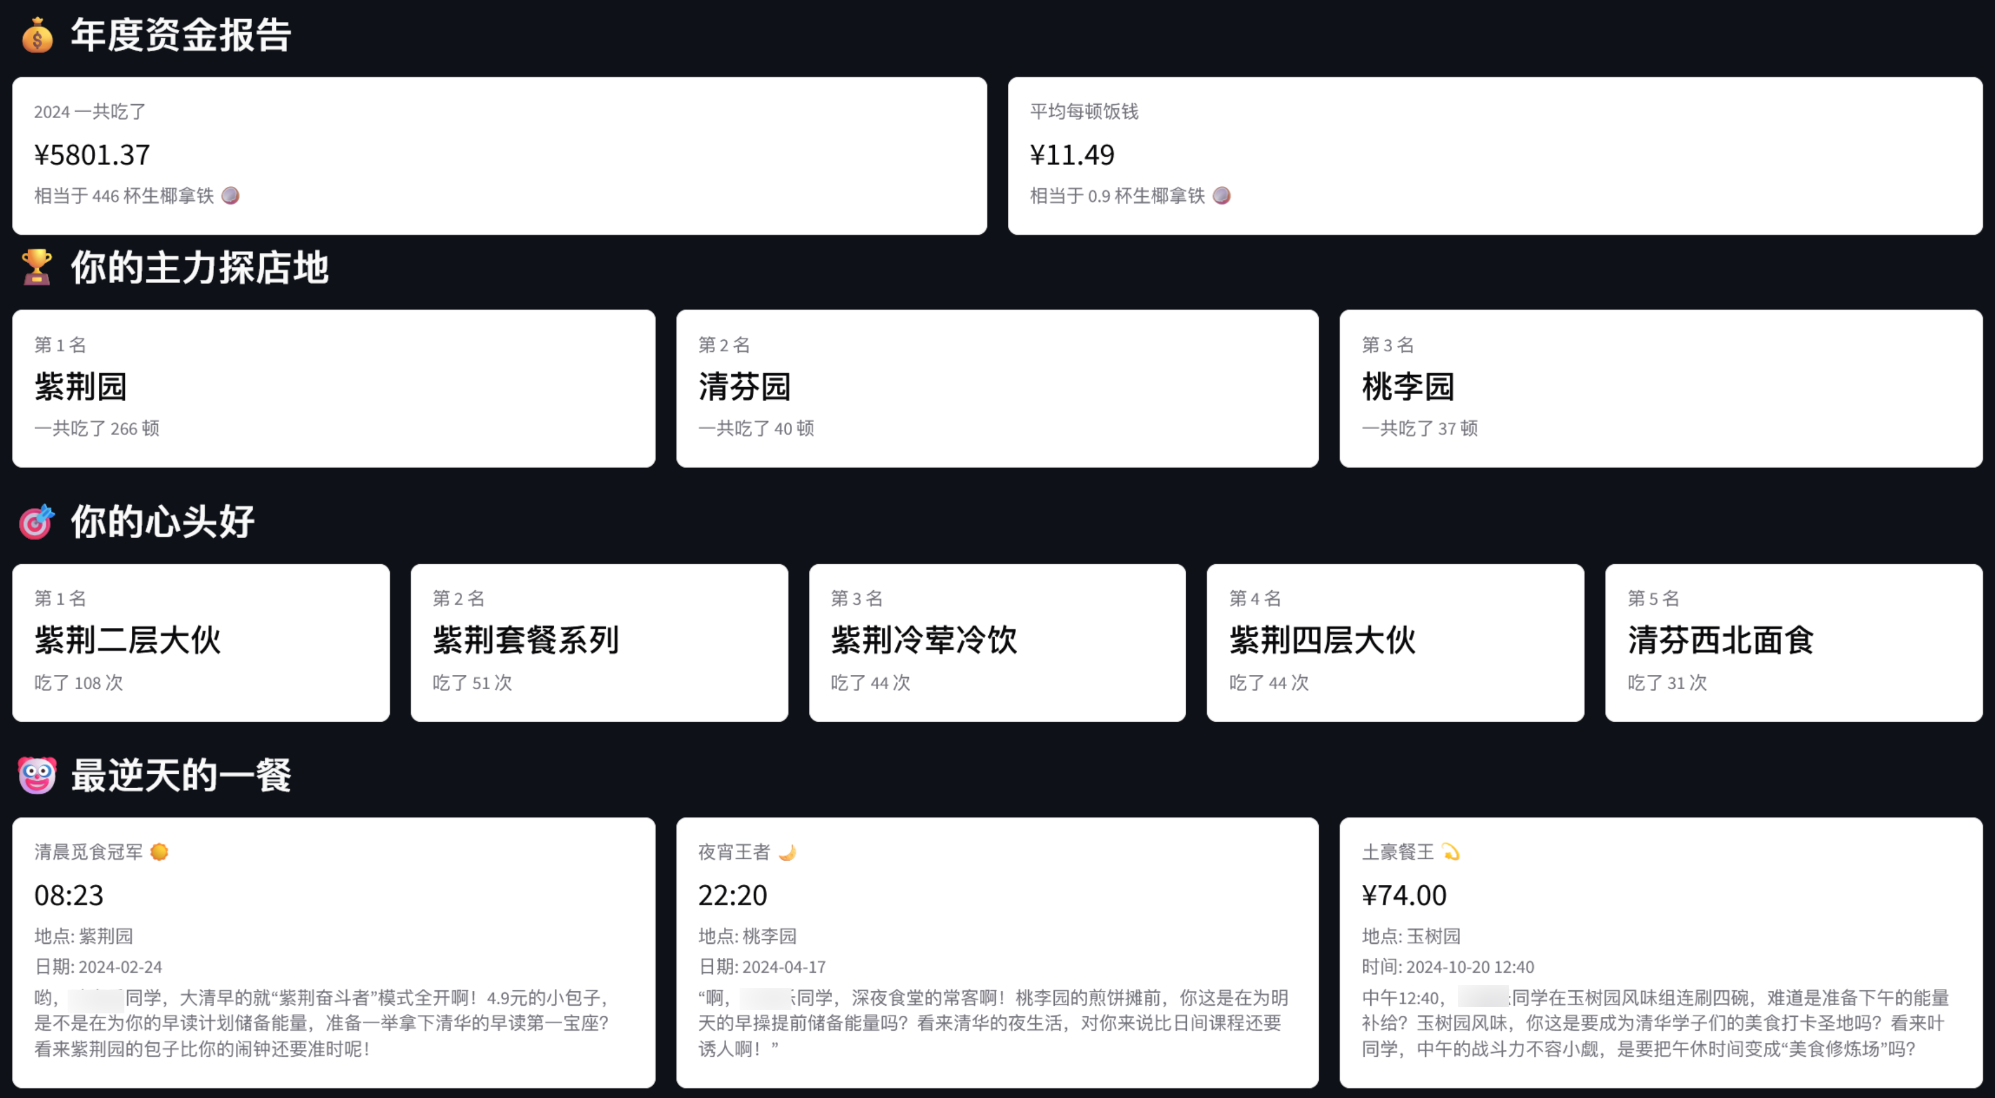 年度资金报告
2024 一共吃了
¥5801.37
相当于 446 杯生椰拿铁
平均每顿饭钱
¥11.49
相当于 0.9 杯生椰拿铁
你的主力探店地
第 1 名
紫荆园
一共吃了 266 顿
第 2 名
清芬园
一共吃了 40 顿
第 3 名
桃李园
一共吃了 37 顿
你的心头好
第 1 名
紫荆二层大伙
吃了 108 次
第 2 名
紫荆套餐系列
吃了 51 次
第 3 名
紫荆冷荤冷饮
吃了 44 次
第 4 名
紫荆四层大伙
吃了 44 次
第 5 名
清芬西北面食
吃了 31 次
最逆天的一餐
清晨觅食冠军
08:23
地点: 紫荆园
日期: 2024-02-24
哟，同学，大清早的就“紫荆奋斗者”模式全开啊！4.9元的小包子，
是不是在为你的早读计划储备能量，准备一举拿下清华的早读第一宝座？
看来紫荆园的包子比你的闹钟还要准时呢！
夜宵王者
22:20
地点: 桃李园
日期: 2024-04-17
“啊，同学，深夜食堂的常客啊！桃李园的煎饼摊前，你这是在为明
天的早操提前储备能量吗？看来清华的夜生活，对你来说比日间课程还要
诱人啊！”
土豪餐王
¥74.00
地点: 玉树园
时间: 2024-10-20 12:40
中午12:40，同学在玉树园风味组连刷四碗，难道是准备下午的能量
补给？玉树园风味，你这是要成为清华学子们的美食打卡圣地吗？看来叶
同学，中午的战斗力不容小觑，是要把午休时间变成“美食修炼场”吗？